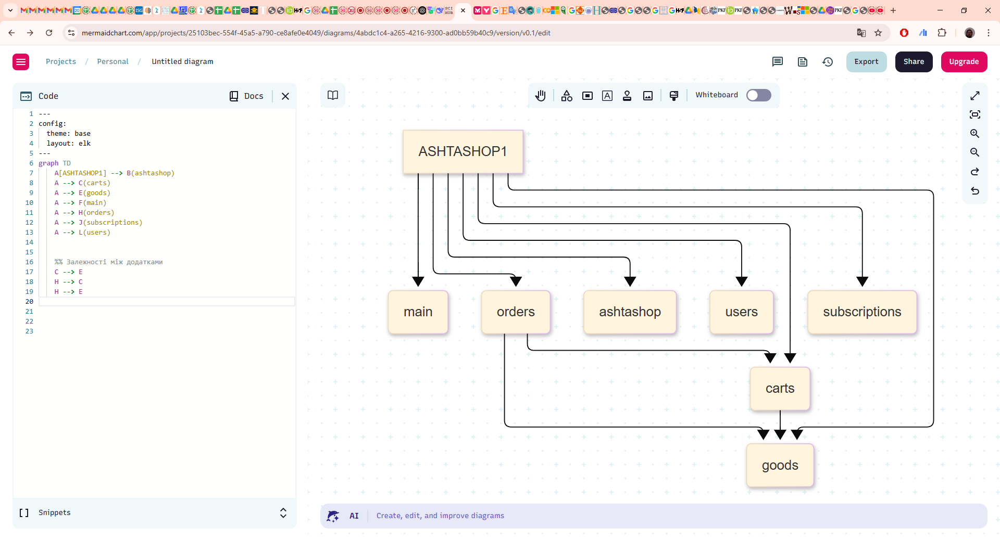 mermaidchart.com/app/projects/25103bec-554f-45a5-a790-ce8afe0e4049/diagrams/4abdc1c4-a265-4216-9300-ad0bb59b40c9/version/v0.1/edit
Projects / Personal / Untitled diagram
Export
Share
Upgrade
Code
Docs
Whiteboard
1 ---
2 config:
3 theme: base
4 layout: elk
5 ---
6 graph TD
7 A[ASHTASHOP1] --> B(ashtashop)
8 A --> C(carts)
9 A --> E(goods)
10 A --> F(main)
11 A --> H(orders)
12 A --> J(subscriptions)
13 A --> L(users)
14
15
16 %% Залежності між додатками
17 C --> E
18 H --> C
19 H --> E
20
21
22
23
Snippets
ASHTASHOP1
main
orders
ashtashop
users
subscriptions
carts
goods
AI
Create, edit, and improve diagrams